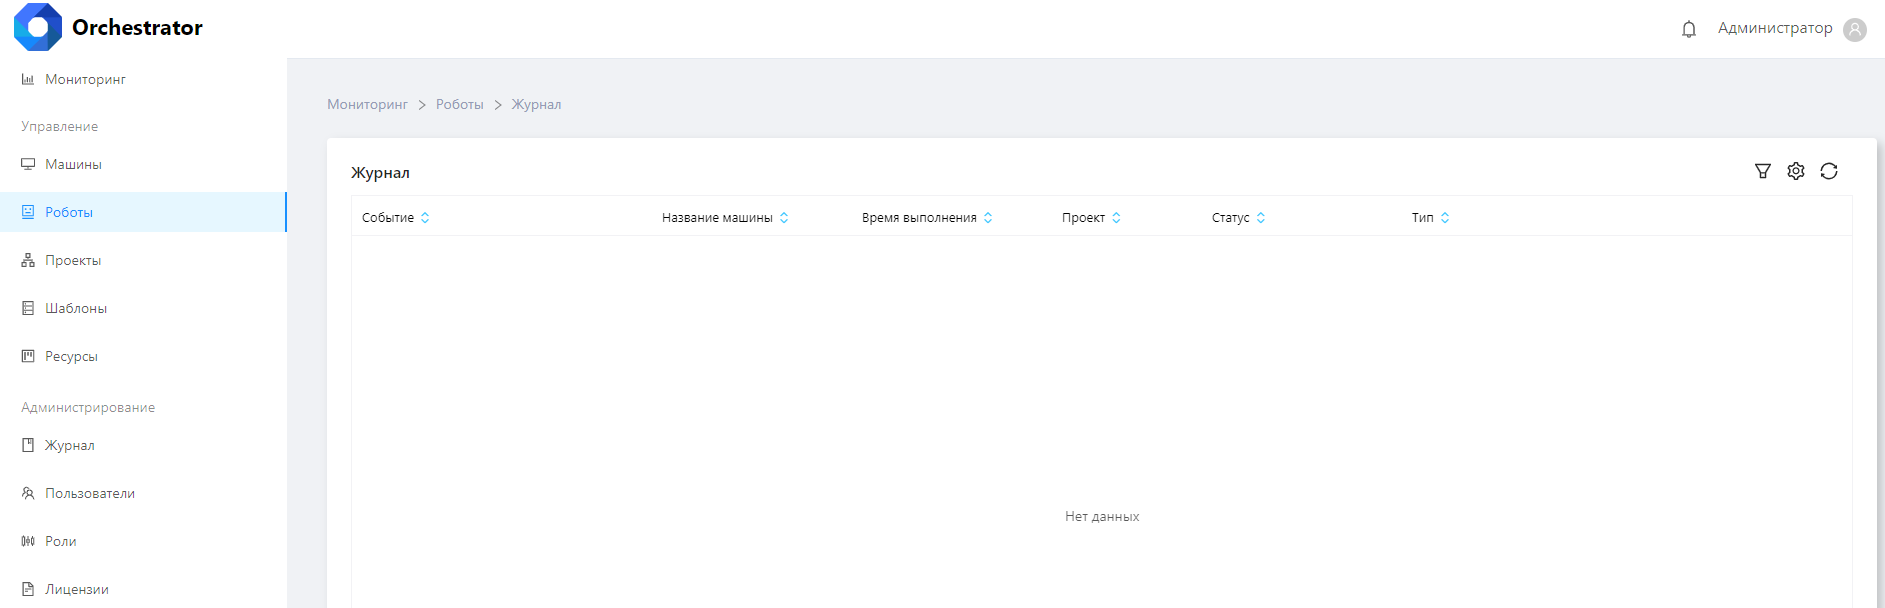 Orchestrator
Администратор
Мониторинг
Управление
Машины
Роботы
Проекты
Шаблоны
Ресурсы
Администрирование
Журнал
Пользователи
Роли
Лицензии
Мониторинг > Роботы > Журнал
Журнал
Событие Название машины Время выполнения Проект Статус Тип
Нет данных